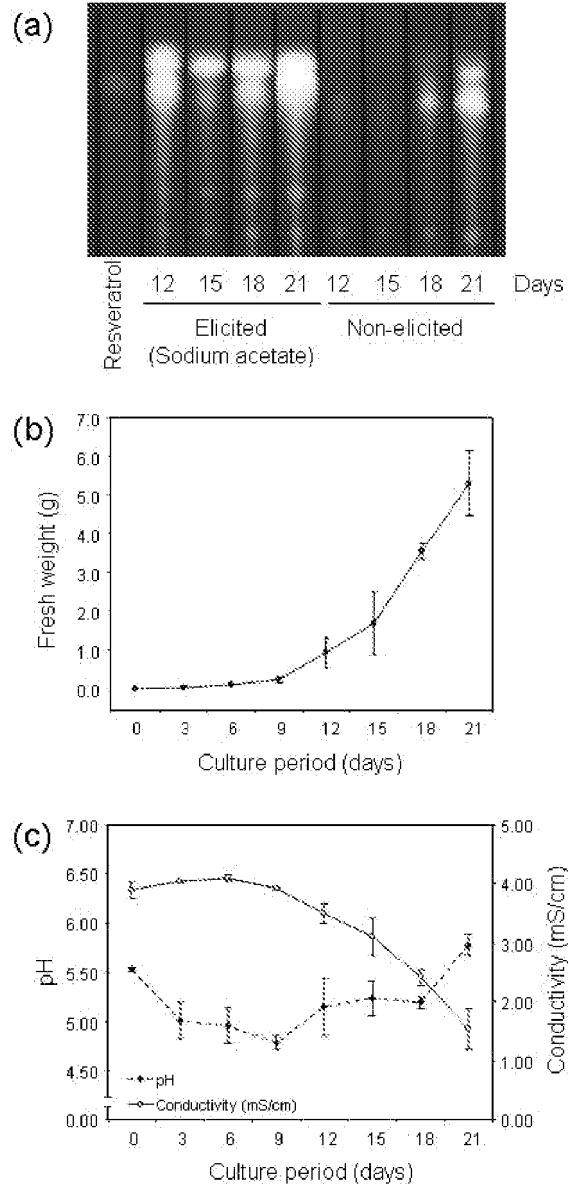 (a)
Resveratrol
12 15 18 21 12 15 18 21 Days
Elicited
(Sodium acetate)
Non-elicited
(b)
7.0
6.0
5.0
4.0
3.0
2.0
1.0
0.0
Fresh weight (g)
0 3 6 9 12 15 18 21
Culture period (days)
(c)
7.00
6.50
6.00
5.50
5.00
4.50
0.00
pH
5.00
4.00
3.00
2.00
1.00
0.00
Conductivity (mS/cm)
pH
Conductivity (mS/cm)
0 3 6 9 12 15 18 21
Culture period (days)